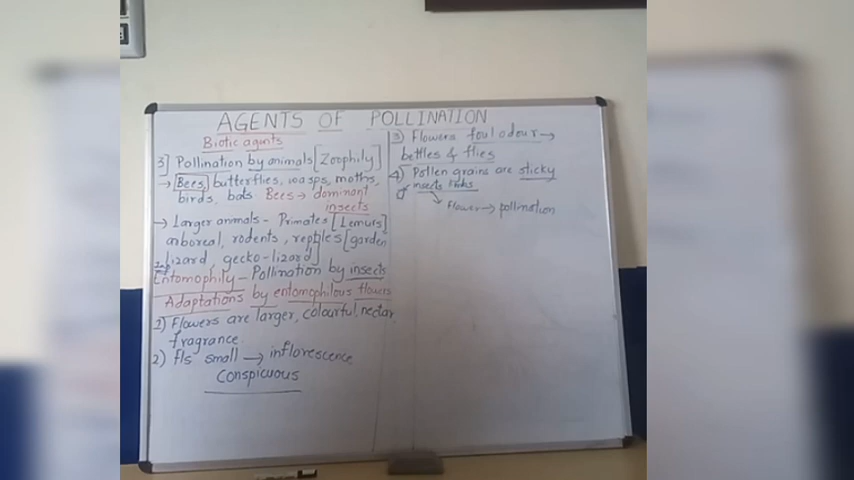 AGENTS OF POLLINATION
Biotic agents
3] Pollination by animals [Zoophily]
→ Bees, butterflies, wasps, moths,
birds, bats Bees → dominant
insects
→ Larger animals - Primates [Lemurs]
arboreal, rodents, reptiles [garden
lizard, gecko-lizard]
Entomophily - Pollination by insects
Adaptations by entomophilous flowers
1) Flowers are larger, colourful, nectar
fragrance
2) Fls small → inflorescence
Conspicuous
3) Flowers foul odour →
bettles & flies
4) Pollen grains are sticky
insects
Flower → pollination